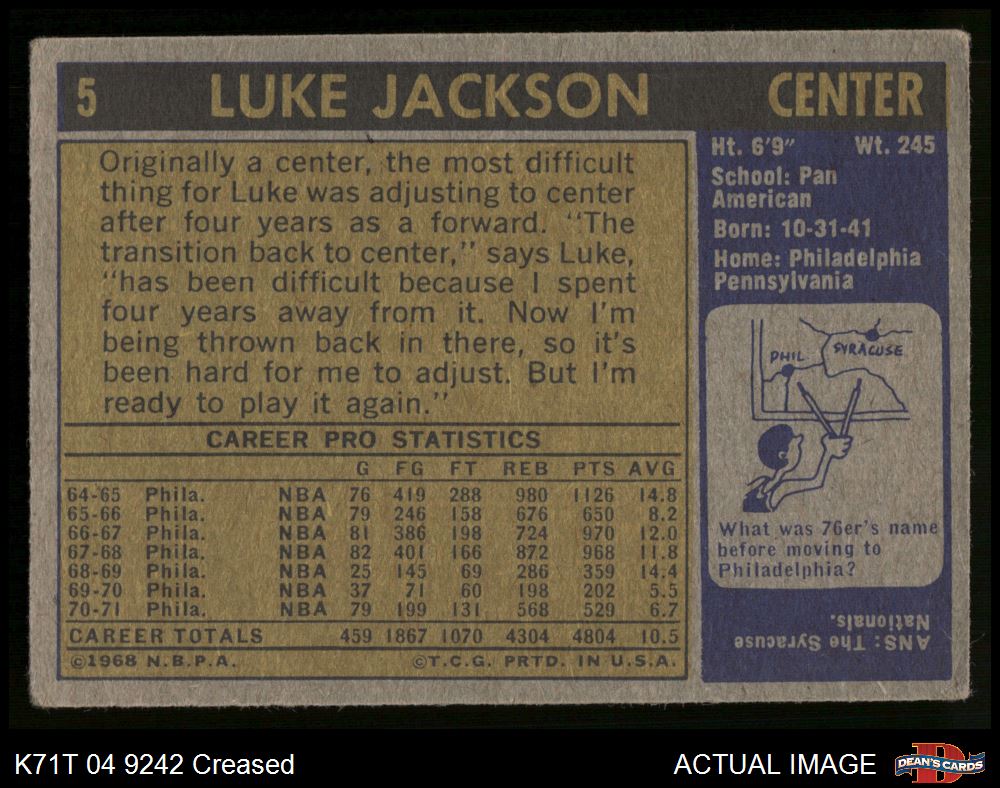 5 LUKE JACKSON CENTER
Originally a center, the most difficult
thing for Luke was adjusting to center
after four years as a forward. "The
transition back to center," says Luke,
"has been difficult because I spent
four years away from it. Now I'm
being thrown back in there, so it's
been hard for me to adjust. But I'm
ready to play it again."
CAREER PRO STATISTICS
G FG FT REB PTS AVG
64-65 Phila. NBA 76 419 288 980 1126 14.8
65-66 Phila. NBA 79 246 158 676 650 8.2
66-67 Phila. NBA 81 386 198 724 970 12.0
67-68 Phila. NBA 82 401 166 872 968 11.8
68-69 Phila. NBA 25 145 69 286 359 14.4
69-70 Phila. NBA 37 71 60 198 202 5.5
70-71 Phila. NBA 79 199 131 568 529 6.7
CAREER TOTALS 459 1867 1070 4304 4804 10.5
©1968 N.B.P.A. ©T.C.G. PRTD. IN U.S.A.
Ht. 6'9" Wt. 245
School: Pan
American
Born: 10-31-41
Home: Philadelphia
Pennsylvania
PHIL SYRACUSE
What was 76er's name
before moving to
Philadelphia?
ANS: The Syracuse
Nationals.
K71T 04 9242 Creased
ACTUAL IMAGE
D
DEAN'S CARDS